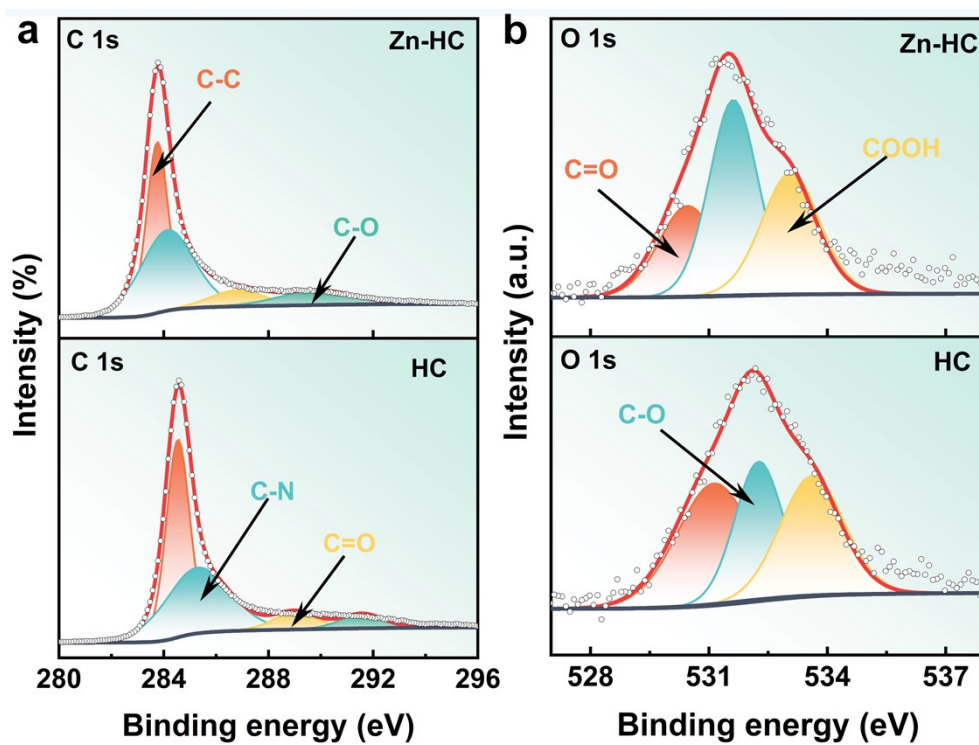 a
C 1s
Zn-HC
C-C
C-O
Intensity (%)
C 1s
HC
C-N
C=O
280 284 288 292 296
Binding energy (eV)
b
O 1s
Zn-HC
C=O
COOH
Intensity (a.u.)
O 1s
HC
C-O
528 531 534 537
Binding energy (eV)